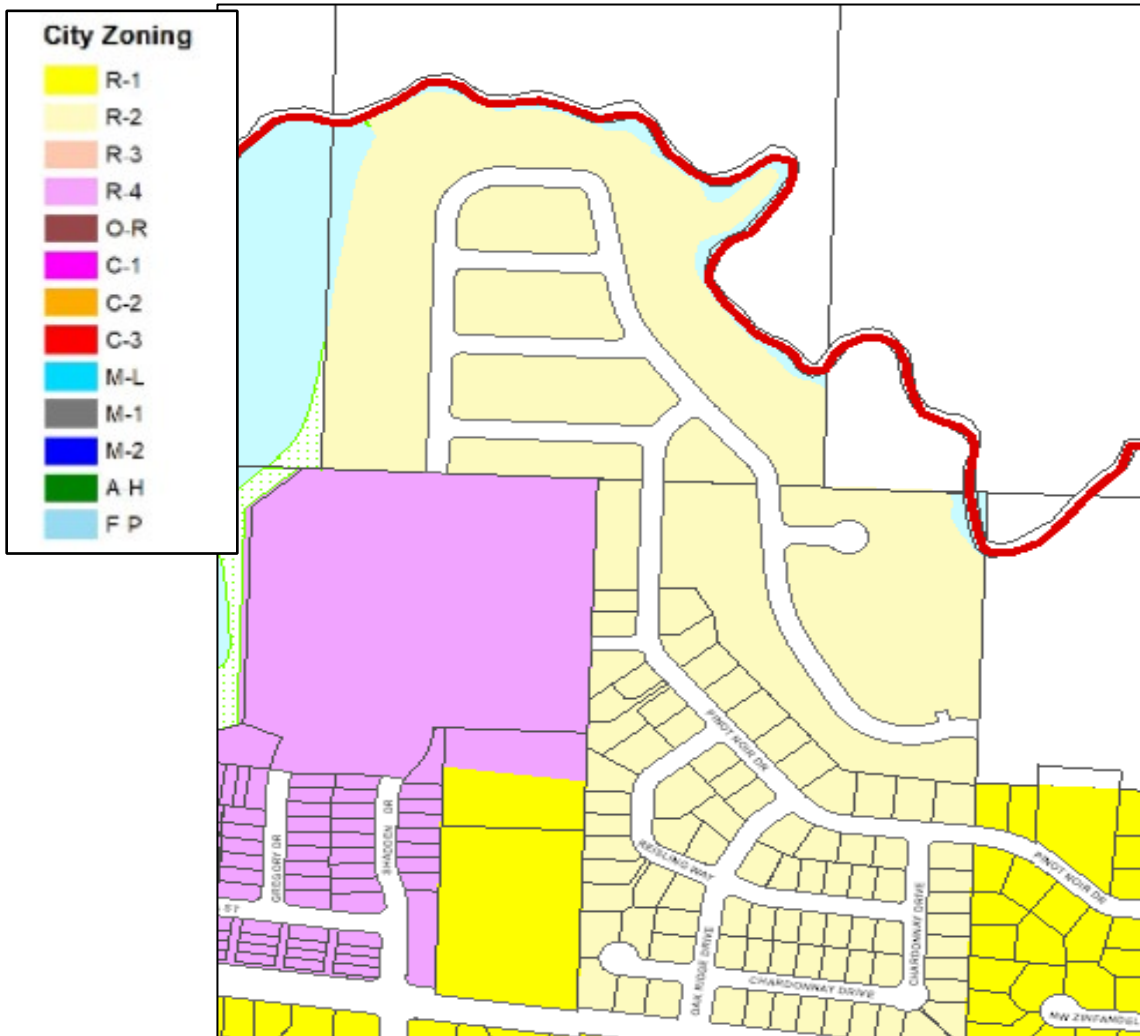 City Zoning
R-1
R-2
R-3
R-4
O-R
C-1
C-2
C-3
M-L
M-1
M-2
A H
F P
PINOT NOIR DR
PINOT NOIR DR
GREGORY DR
SHADDEN DR
REISLING WAY
CHARDONNAY DRIVE
ST
OAK RIDGE DRIVE
CHARDONNAY DRIVE
NW ZINFANDEL